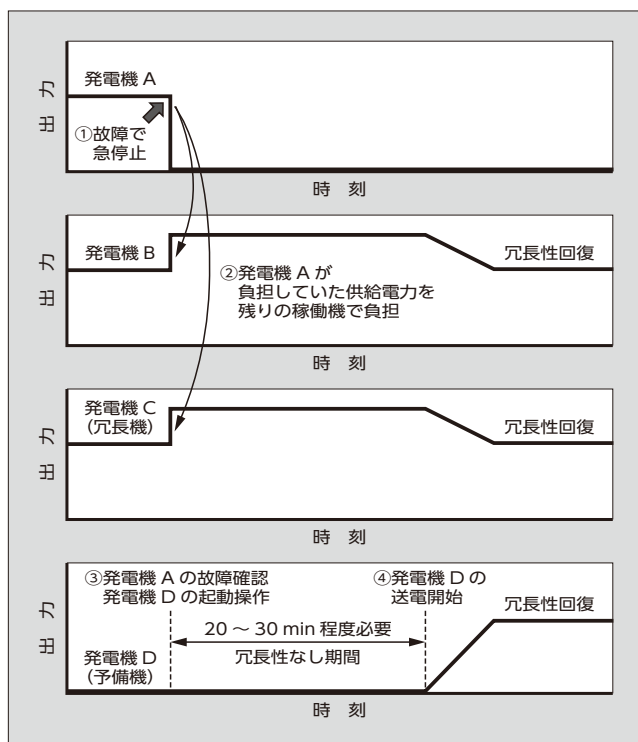 出 力
発電機 A
①故障で
急停止
時 刻
出 力
発電機 B
②発電機 A が
負担していた供給電力を
残りの稼働機で負担
冗長性回復
時 刻
出 力
発電機 C
(冗長機)
冗長性回復
時 刻
出 力
③発電機 A の故障確認
発電機 D の起動操作
④発電機 D の
送電開始
冗長性回復
20 ～ 30 min 程度必要
冗長性なし期間
発電機 D
(予備機)
時 刻